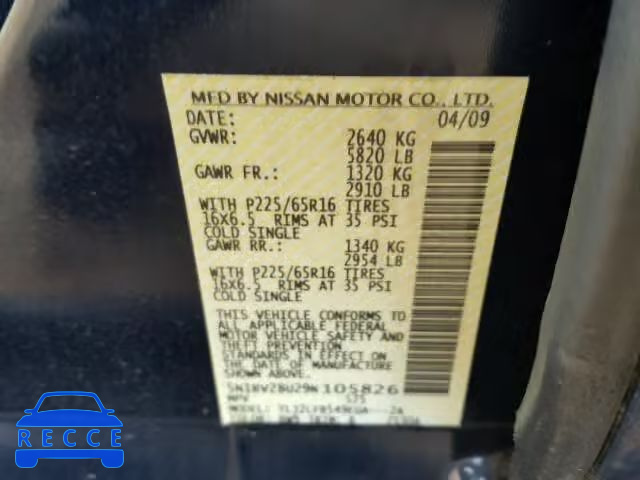 MFD BY NISSAN MOTOR CO., LTD.
DATE: 04/09
GVWR: 2640 KG
5820 LB
GAWR FR.: 1320 KG
2910 LB
WITH P225/65R16 TIRES
16X6.5 RIMS AT 35 PSI
COLD SINGLE
GAWR RR.: 1340 KG
2954 LB
WITH P225/65R16 TIRES
16X6.5 RIMS AT 35 PSI
COLD SINGLE
THIS VEHICLE CONFORMS TO
ALL APPLICABLE FEDERAL
MOTOR VEHICLE SAFETY AND
THEFT PREVENTION
STANDARDS IN EFFECT ON
THE DATE OF MANUFACTURE
SHOWN ABOVE.
5N1BV28U29N105826
MPV
MODEL:
RECCE